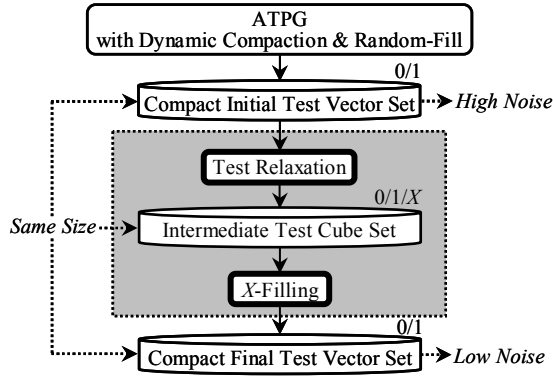 ATPG
with Dynamic Compaction & Random-Fill
0/1
Compact Initial Test Vector Set
High Noise
Test Relaxation
0/1/X
Same Size
Intermediate Test Cube Set
X-Filling
0/1
Compact Final Test Vector Set
Low Noise